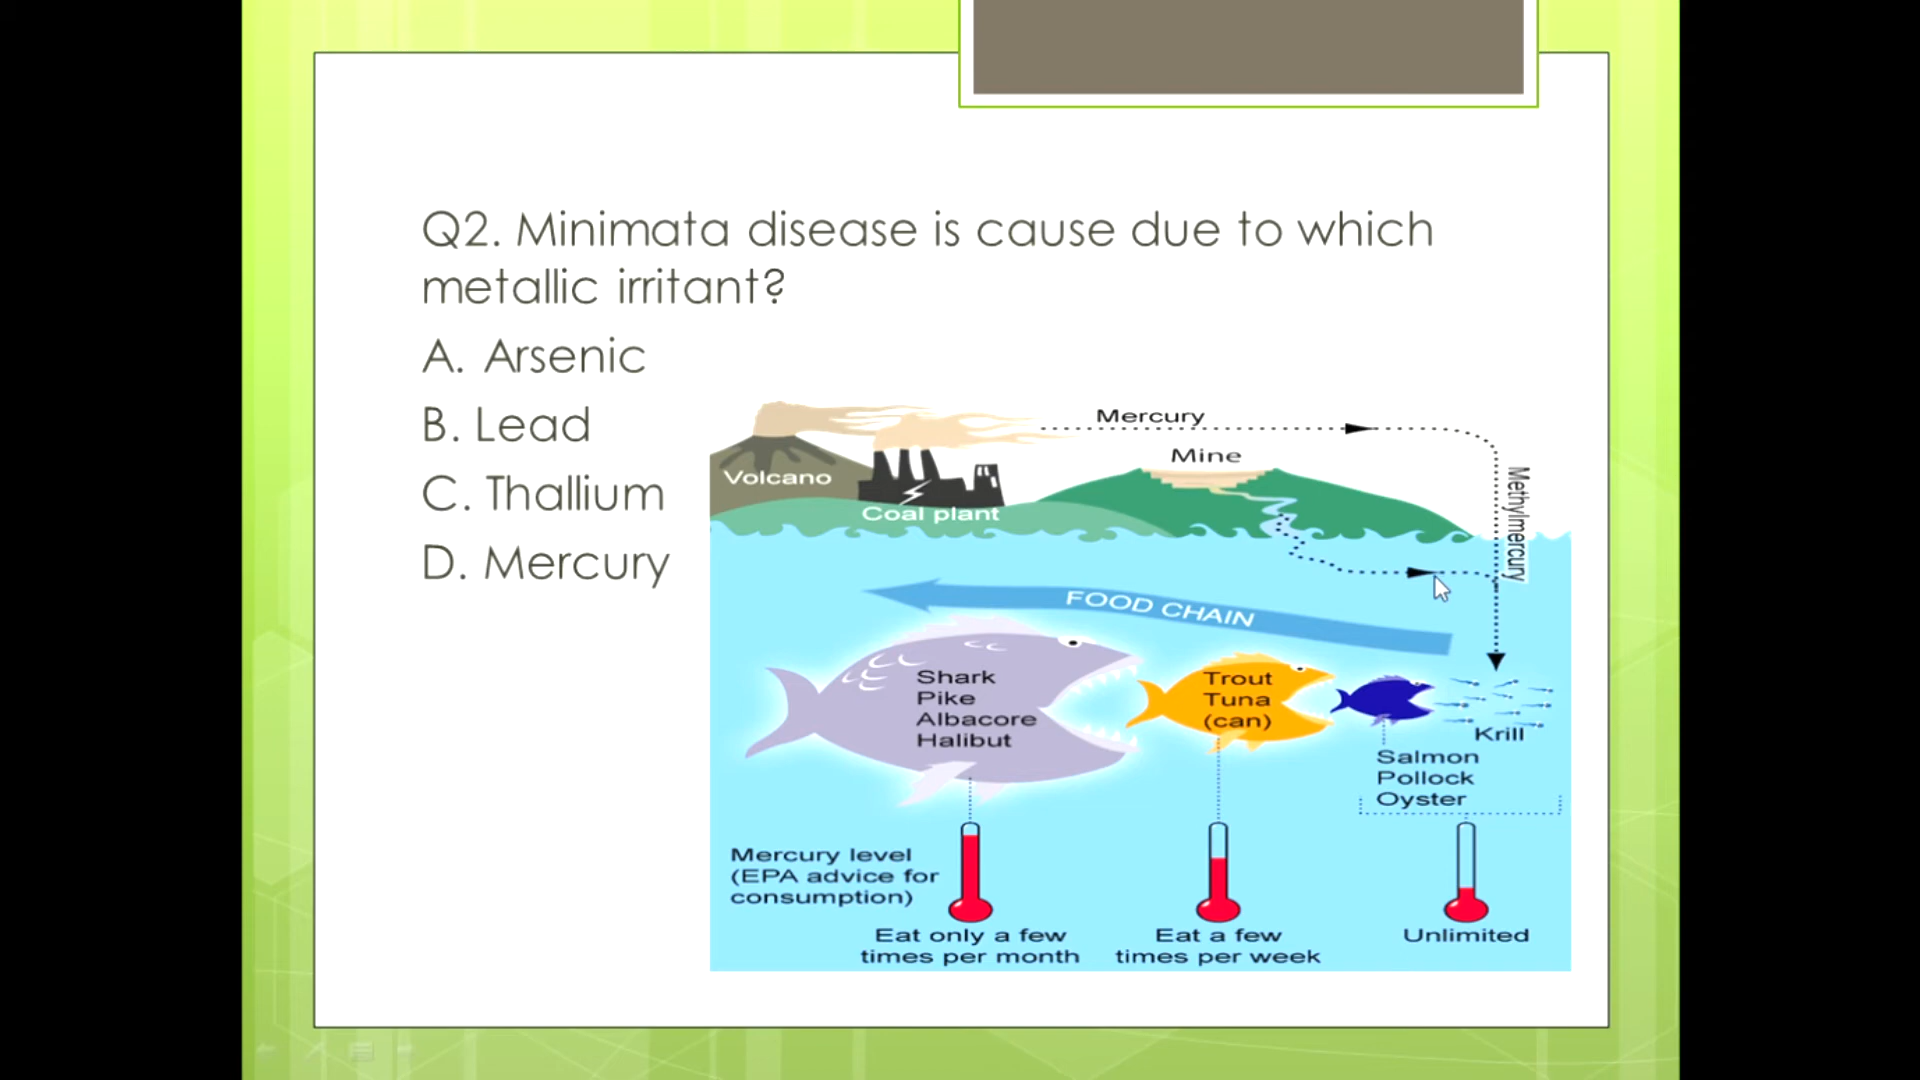 Q2. Minimata disease is cause due to which
metallic irritant?
A. Arsenic
B. Lead
C. Thallium
D. Mercury
Mercury
Mine
Volcano
Coal plant
Methylmercury
FOOD CHAIN
Shark
Pike
Albacore
Halibut
Trout
Tuna
(can)
Krill
Salmon
Pollock
Oyster
Mercury level
(EPA advice for
consumption)
Eat only a few
times per month
Eat a few
times per week
Unlimited